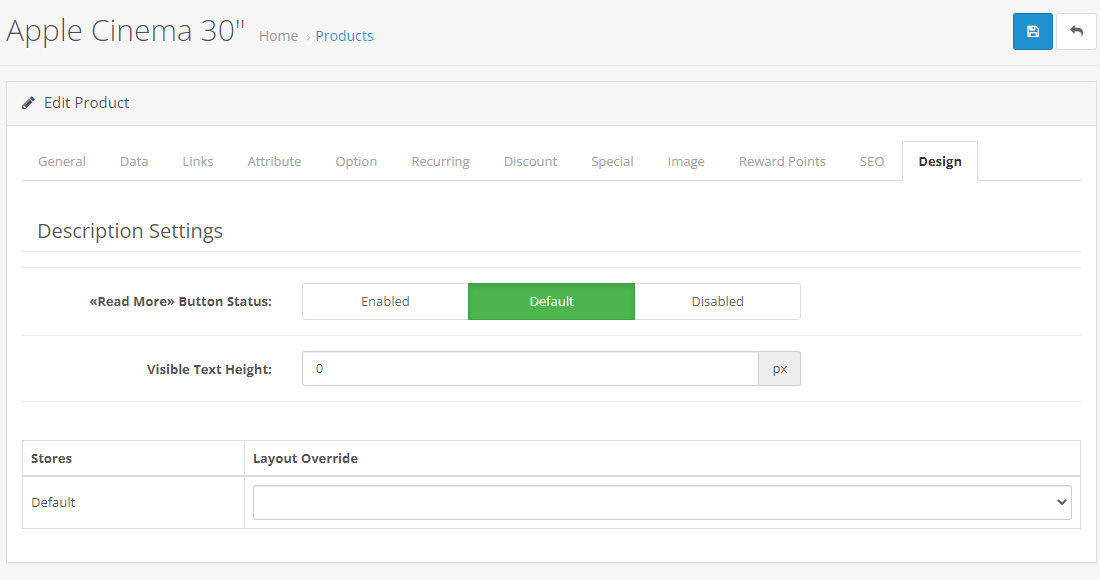 Apple Cinema 30" Home › Products
Edit Product
General Data Links Attribute Option Recurring Discount Special Image Reward Points SEO Design
Description Settings
«Read More» Button Status: Enabled Default Disabled
Visible Text Height: 0 px
Stores Layout Override
Default